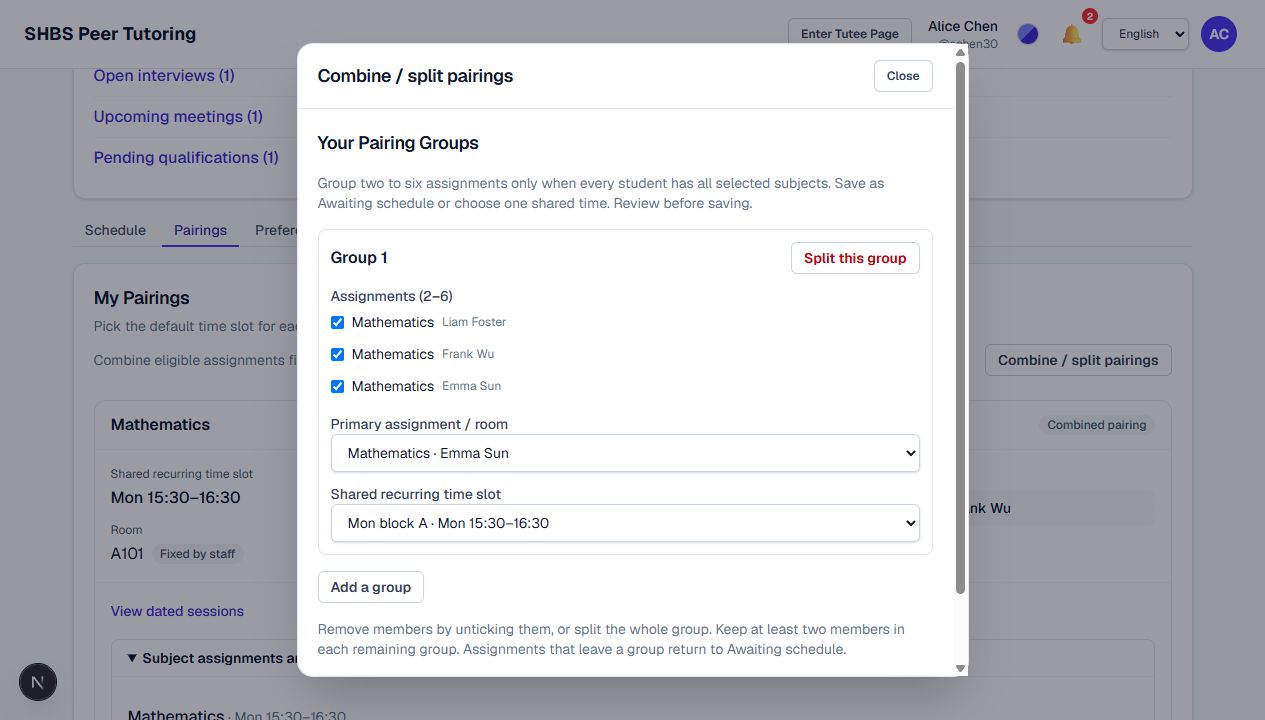 SHBS Peer Tutoring
Enter Tutee Page
Alice Chen
@achen30
2
English
AC
Open interviews (1)
Upcoming meetings (1)
Pending qualifications (1)
Schedule
Pairings
My Pairings
Pick the default time slot for
Combine eligible assignments
Combine / split pairings
Mathematics
Combined pairing
Shared recurring time slot
Mon 15:30–16:30
Wu
Room
A101
Fixed by staff
View dated sessions
▼ Subject assignments
Mathematics · Mon 15:30–16:30
N
Combine / split pairings
Close
Your Pairing Groups
Group two to six assignments only when every student has all selected subjects. Save as
Awaiting schedule or choose one shared time. Review before saving.
Group 1
Split this group
Assignments (2–6)
Mathematics Liam Foster
Mathematics Frank Wu
Mathematics Emma Sun
Primary assignment / room
Mathematics · Emma Sun
Shared recurring time slot
Mon block A · Mon 15:30–16:30
Add a group
Remove members by unticking them, or split the whole group. Keep at least two members in
each remaining group. Assignments that leave a group return to Awaiting schedule.